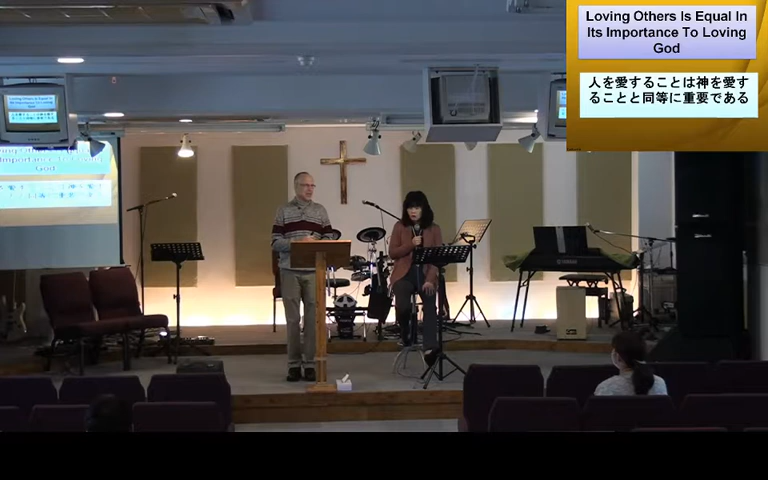 Loving Others Is Equal In
Its Importance To Loving
God
人を愛することは神を愛す
ることと同等に重要である